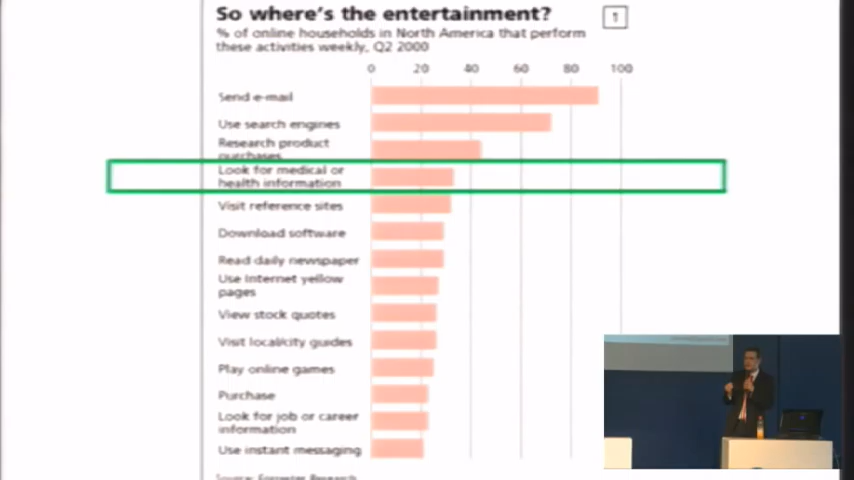 So where's the entertainment?
1
% of online households in North America that perform
these activities weekly, Q2 2000
0 20 40 60 80 100
Send e-mail
Use search engines
Research product
purchases
Look for medical or
health information
Visit reference sites
Download software
Read daily newspaper
Use Internet yellow
pages
View stock quotes
Visit local/city guides
Play online games
Purchase
Look for job or career
information
Use instant messaging
Source: Forrester Research